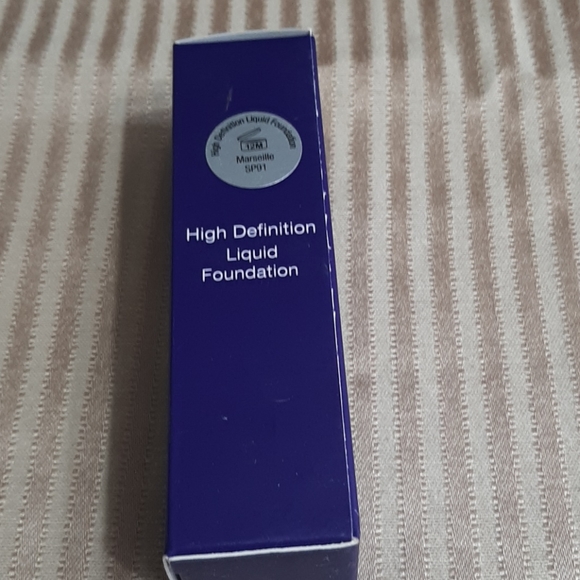 High Definition Liquid Foundation
12M
Marseille
SP01
High Definition
Liquid
Foundation